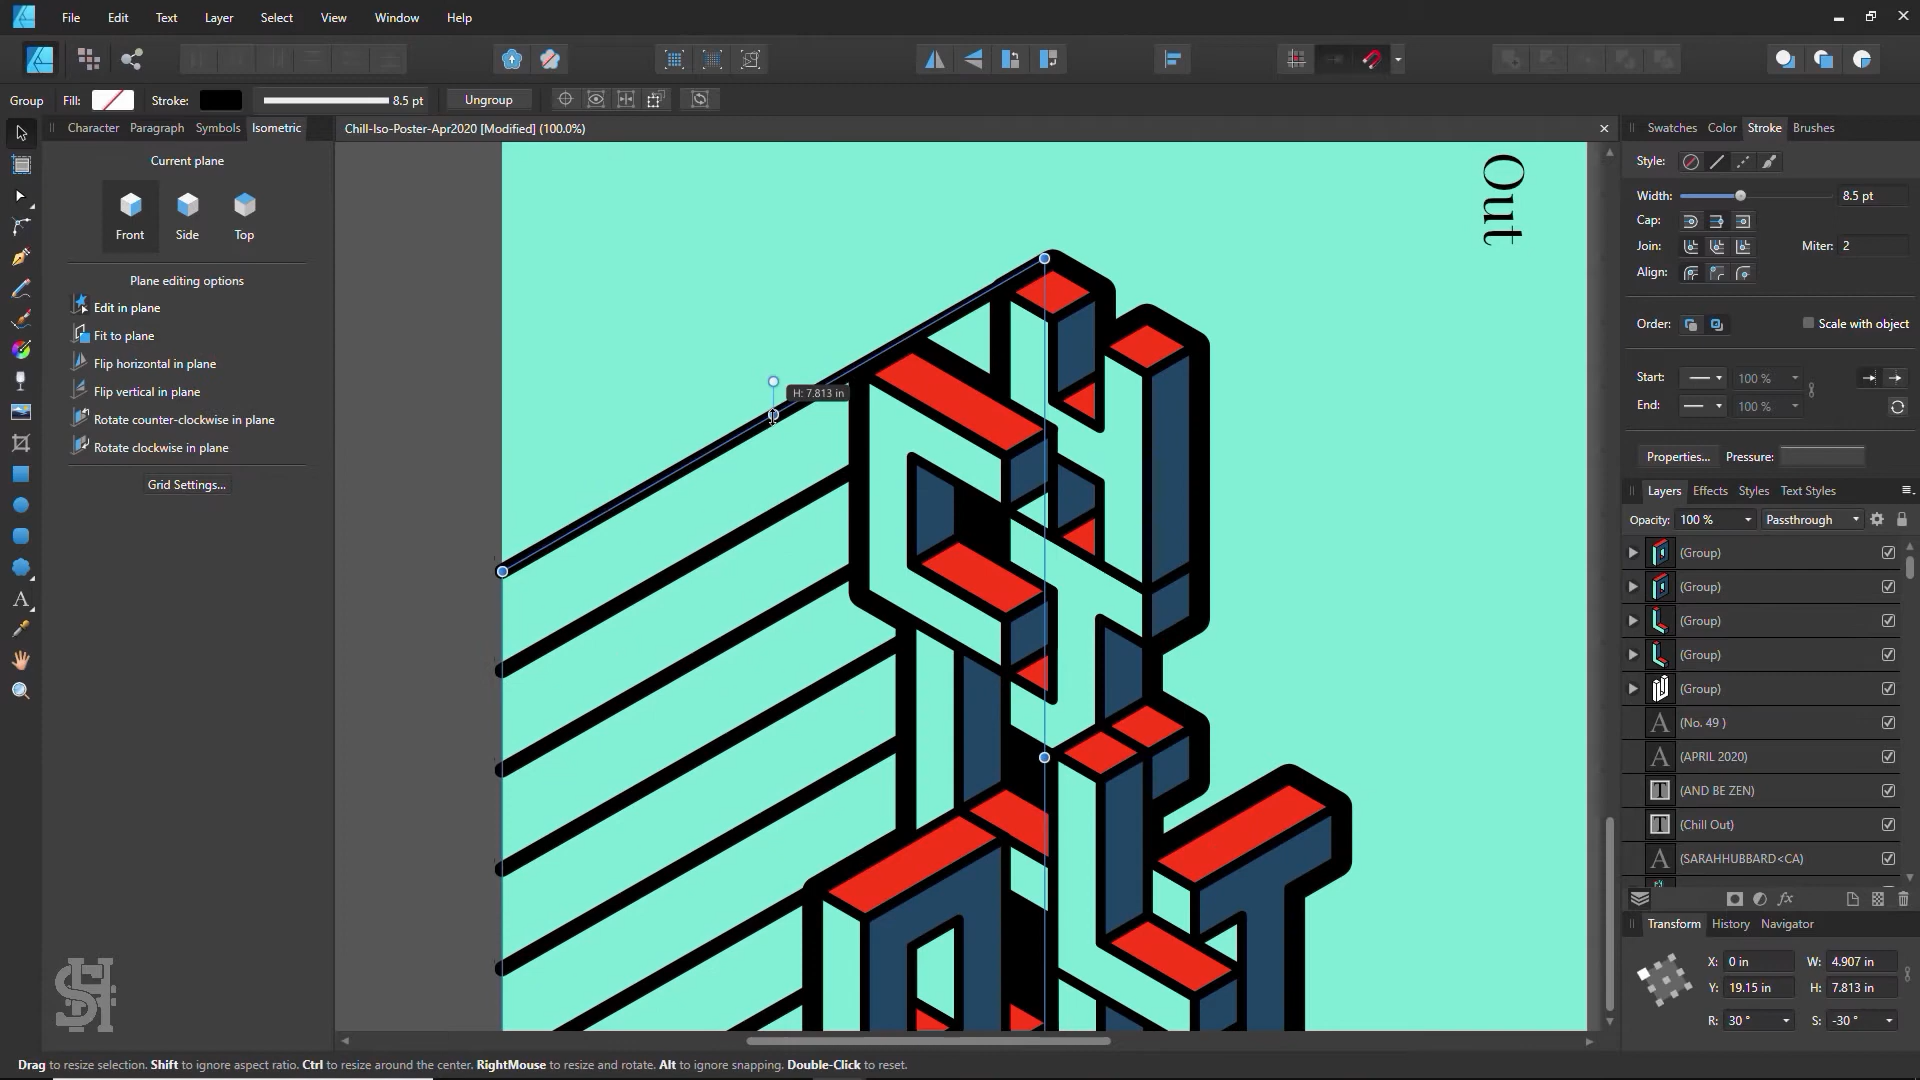 File Edit Text Layer Select View Window Help
Group Fill: Stroke: 8.5 pt Ungroup
Character Paragraph Symbols Isometric
Chill-Iso-Poster-Apr2020 [Modified] (100.0%)
Current plane
Front Side Top
Plane editing options
Edit in plane
Fit to plane
Flip horizontal in plane
Flip vertical in plane
Rotate counter-clockwise in plane
Rotate clockwise in plane
Grid Settings...
Out
H: 7.813 in
Swatches Color Stroke Brushes
Style:
Width: 8.5 pt
Cap:
Join: Miter: 2
Align:
Order: Scale with object
Start: 100 %
End: 100 %
Properties... Pressure:
Layers Effects Styles Text Styles
Opacity: 100 % Passthrough
(Group)
(Group)
(Group)
(Group)
(Group)
A (No. 49 )
A (APRIL 2020)
T (AND BE ZEN)
T (Chill Out)
A (SARAHHUBBARD<CA)
fx
Transform History Navigator
X: 0 in W: 4.907 in
Y: 19.15 in H: 7.813 in
R: 30 ° S: -30 °
Drag to resize selection. Shift to ignore aspect ratio. Ctrl to resize around the center. RightMouse to resize and rotate. Alt to ignore snapping. Double-Click to reset.